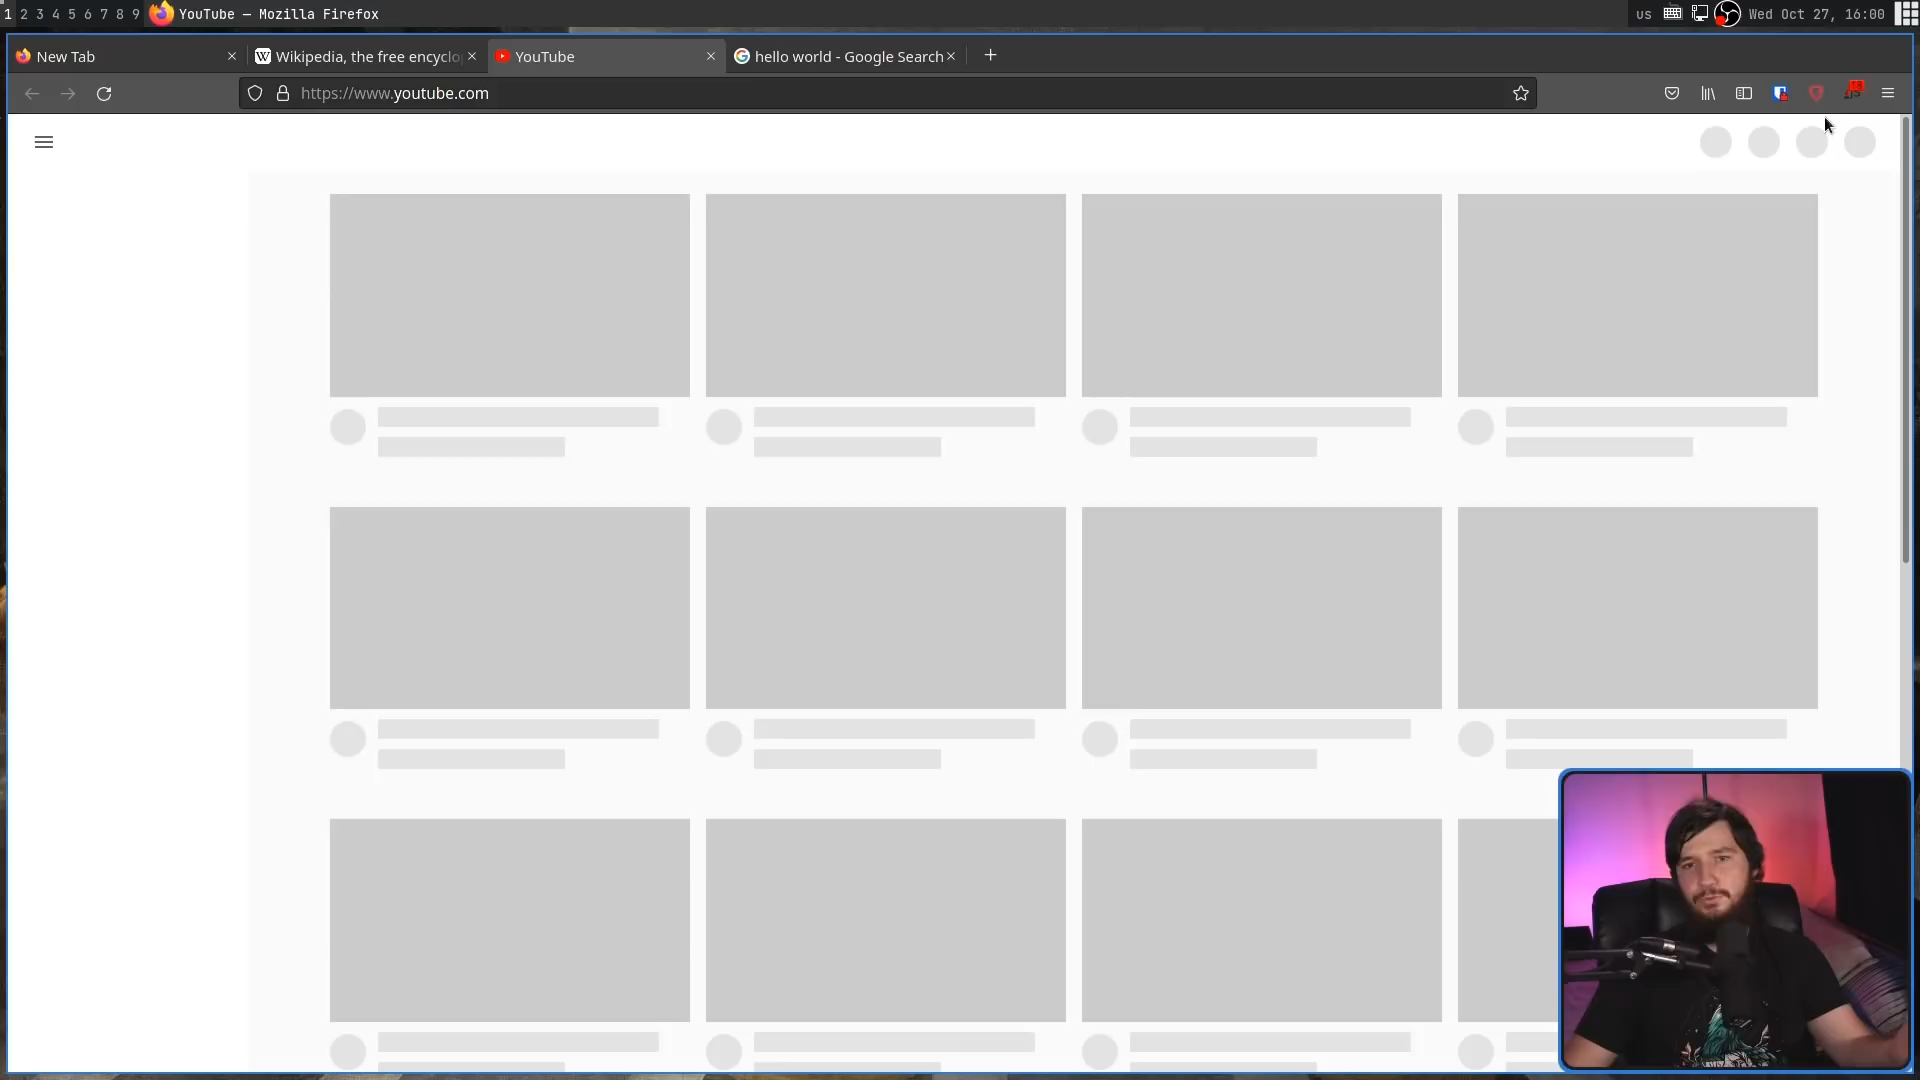 1 2 3 4 5 6 7 8 9 YouTube — Mozilla Firefox us Wed Oct 27, 16:00
New Tab Wikipedia, the free encyclo YouTube hello world - Google Search
https://www.youtube.com